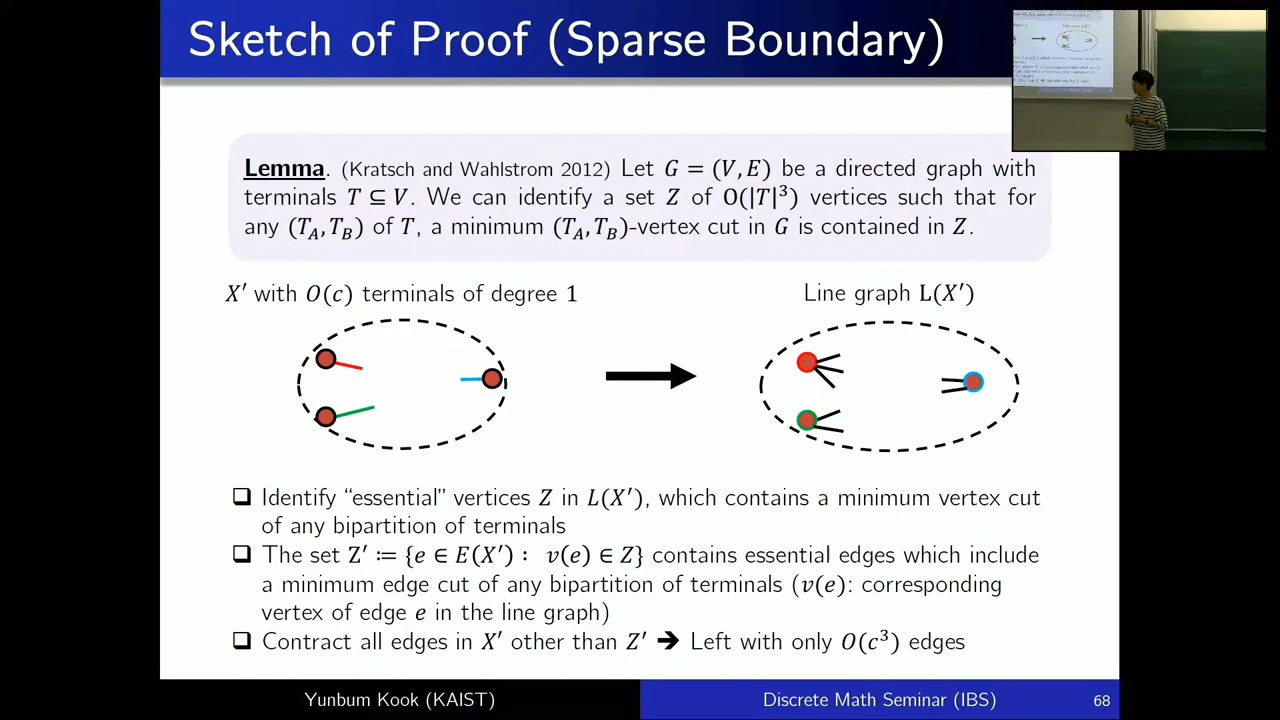 Sketch of Proof (Sparse Boundary)
Lemma. (Kratsch and Wahlstrom 2012) Let G = (V, E) be a directed graph with
terminals T ⊆ V. We can identify a set Z of O(|T|³) vertices such that for
any (T_A, T_B) of T, a minimum (T_A, T_B)-vertex cut in G is contained in Z.
X′ with O(c) terminals of degree 1
Line graph L(X′)
❑ Identify “essential” vertices Z in L(X′), which contains a minimum vertex cut
of any bipartition of terminals
❑ The set Z′ ≔ {e ∈ E(X′) : v(e) ∈ Z} contains essential edges which include
a minimum edge cut of any bipartition of terminals (v(e): corresponding
vertex of edge e in the line graph)
❑ Contract all edges in X′ other than Z′ ➔ Left with only O(c³) edges
Yunbum Kook (KAIST)
Discrete Math Seminar (IBS)
68